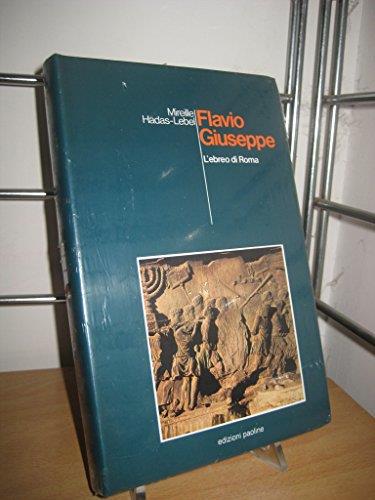 Mireille
Hadas-Lebel
Flavio
Giuseppe
L'ebreo di Roma
edizioni paoline